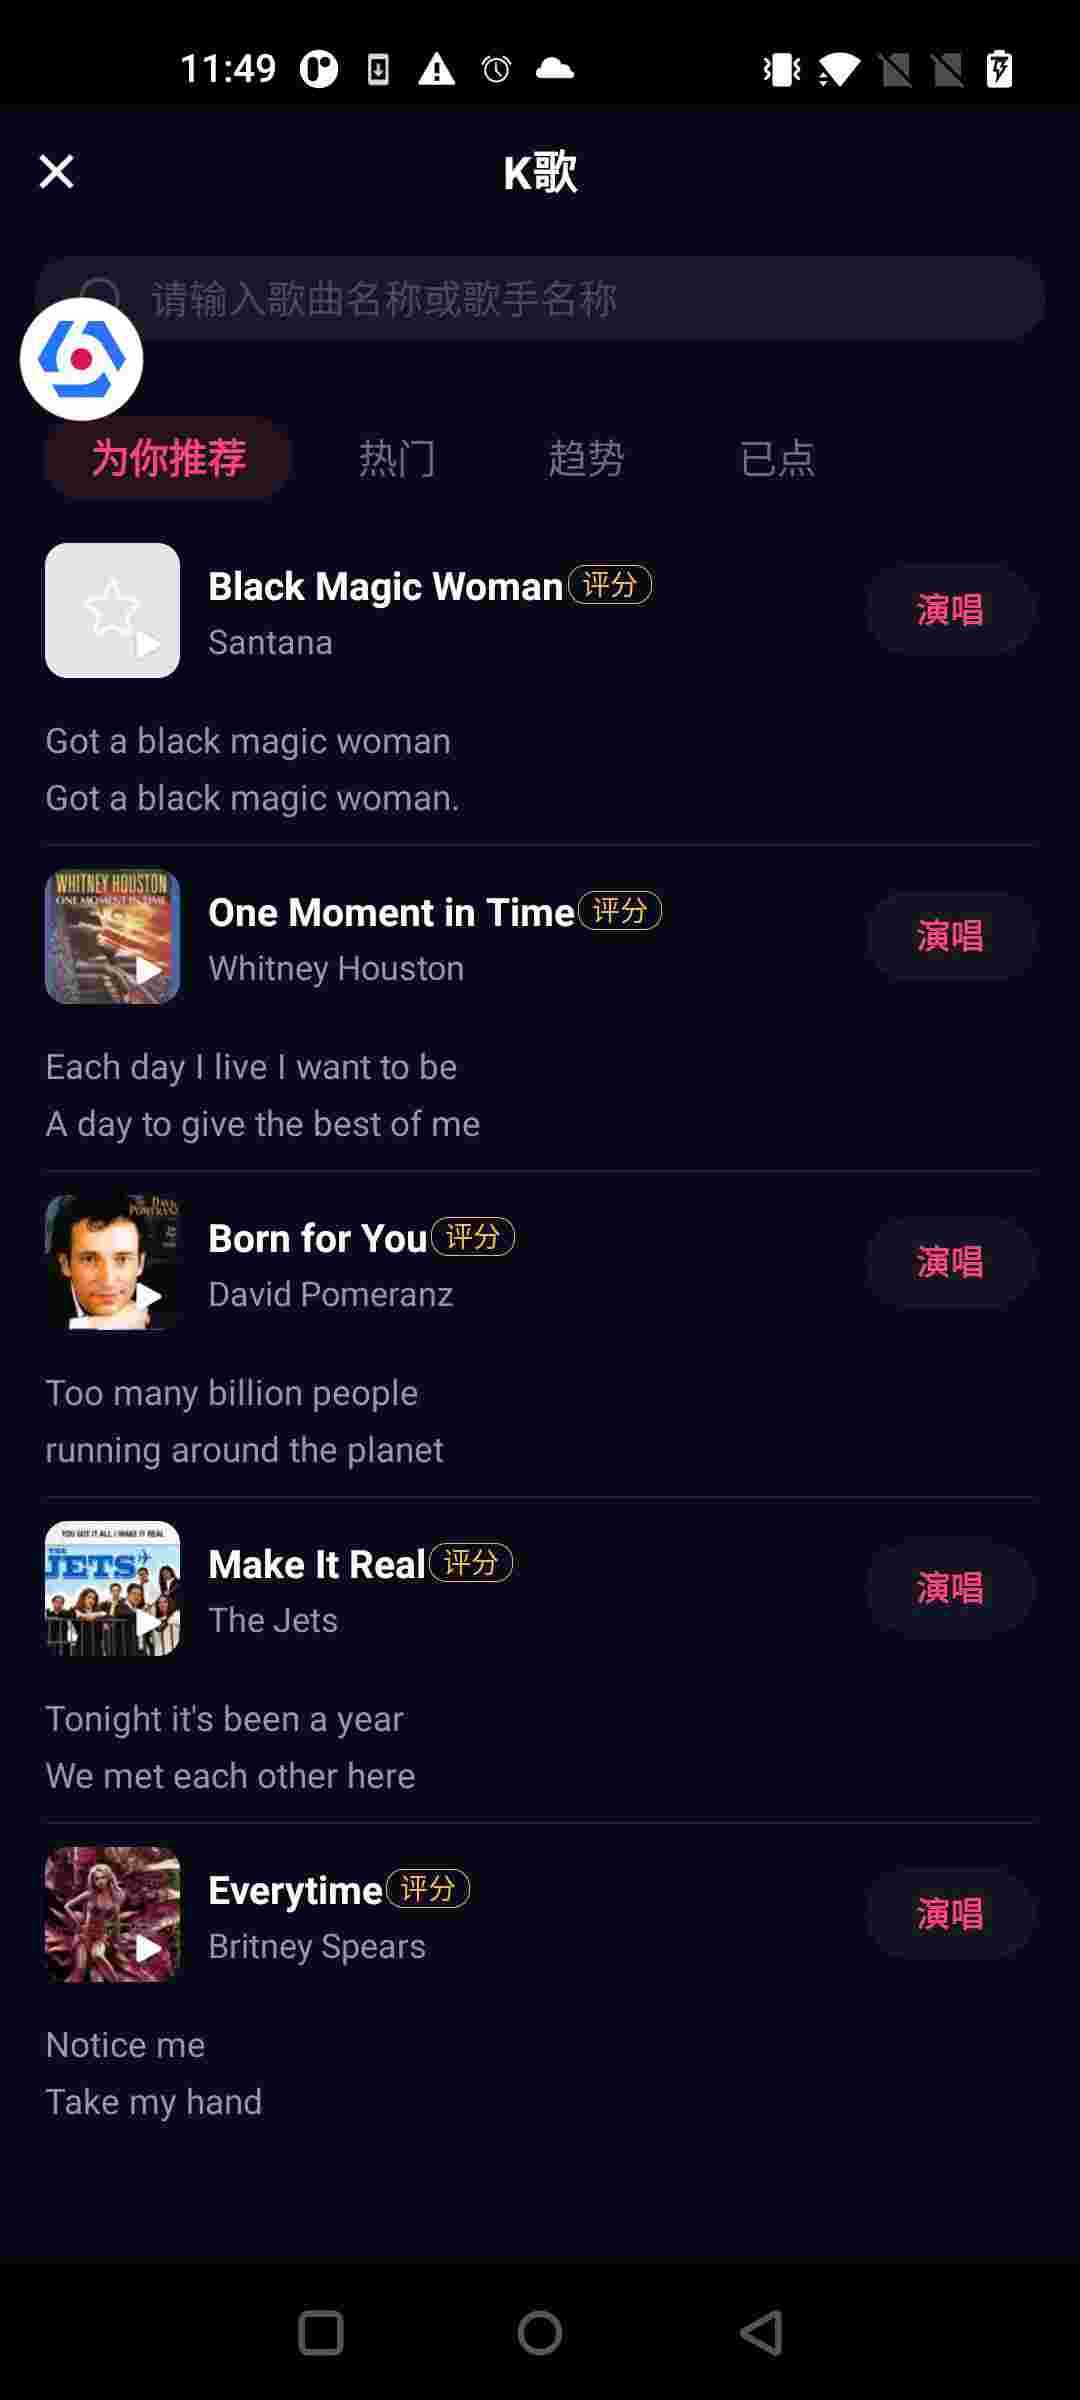 11:49
K歌
请输入歌曲名称或歌手名称
为你推荐 热门 趋势 已点
Black Magic Woman 评分
Santana
演唱
Got a black magic woman
Got a black magic woman.
WHITNEY HOUSTON
ONE MOMENT IN TIME
One Moment in Time 评分
Whitney Houston
演唱
Each day I live I want to be
A day to give the best of me
DAVID
POMERANZ
Born for You 评分
David Pomeranz
演唱
Too many billion people
running around the planet
YOU GOT IT ALL / MAKE IT REAL
THE
JETS
Make It Real 评分
The Jets
演唱
Tonight it's been a year
We met each other here
Everytime 评分
Britney Spears
演唱
Notice me
Take my hand